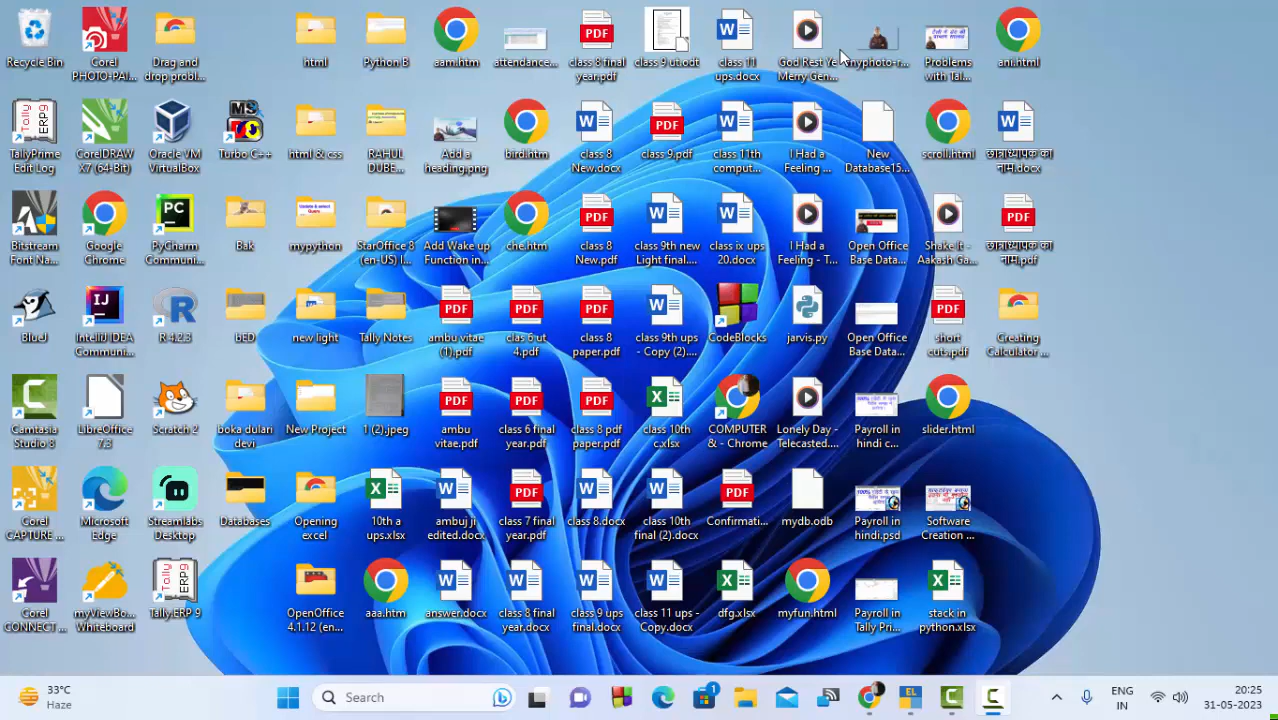 Recycle Bin
Corel
PHOTO-PAI...
Drag and
drop probl...
html
Python B
aam.htm
attendance...
class 8 final
year.pdf
class 9 ut.odt
class 11
ups.docx
God Rest Ye
Merry Gen...
myphoto-r...
Problems
with Tal...
ani.html
TallyPrime
Edit Log
CorelDRAW
X7 (64-Bit)
Oracle VM
VirtualBox
Turbo C++
html & css
RAHUL
DUBE...
Add a
heading.png
bird.htm
class 8
New.docx
class 9.pdf
class 11th
comput...
I Had a
Feeling ...
New
Database15...
scroll.html
छात्राध्यापक का
नाम.docx
Bitstream
Font Na...
Google
Chrome
PyCharm
Communi...
Bak
mypython
StarOffice 8
(en-US) I...
Add Wake up
Function in...
che.htm
class 8
New.pdf
class 9th new
Light final....
class ix ups
20.docx
I Had a
Feeling - T...
Open Office
Base Data...
Shake It -
Aakash Ga...
छात्राध्यापक का
नाम.pdf
BlueJ
IntelliJ IDEA
Communi...
R 4.2.3
bED
new light
Tally Notes
ambu vitae
(1).pdf
clas 6 ut
4.pdf
class 8
paper.pdf
class 9th ups
- Copy (2)....
CodeBlocks
jarvis.py
Open Office
Base Data...
short
cuts.pdf
Creating
Calculator ...
Camtasia
Studio 8
LibreOffice
7.3
Scratch 2
boka dulari
devi
New Project
1 (2).jpeg
ambu
vitae.pdf
class 6 final
year.pdf
class 8 pdf
paper.pdf
class 10th
c.xlsx
COMPUTER
& - Chrome
Lonely Day -
Telecasted....
Payroll in
hindi c...
slider.html
Corel
CAPTURE ...
Microsoft
Edge
Streamlabs
Desktop
Databases
Opening
excel
10th a
ups.xlsx
ambuj ji
edited.docx
class 7 final
year.pdf
class 8.docx
class 10th
final (2).docx
Confirmati...
mydb.odb
Payroll in
hindi.psd
Software
Creation ...
Corel
CONNECT ...
myViewBo...
Whiteboard
Tally.ERP 9
OpenOffice
4.1.12 (en...
aaa.htm
answer.docx
class 8 final
year.docx
class 9 ups
final.docx
class 11 ups -
Copy.docx
dfg.xlsx
myfun.html
Payroll in
Tally Pri...
stack in
python.xlsx
33°C
Haze
Search
ENG
IN
20:25
31-05-2023